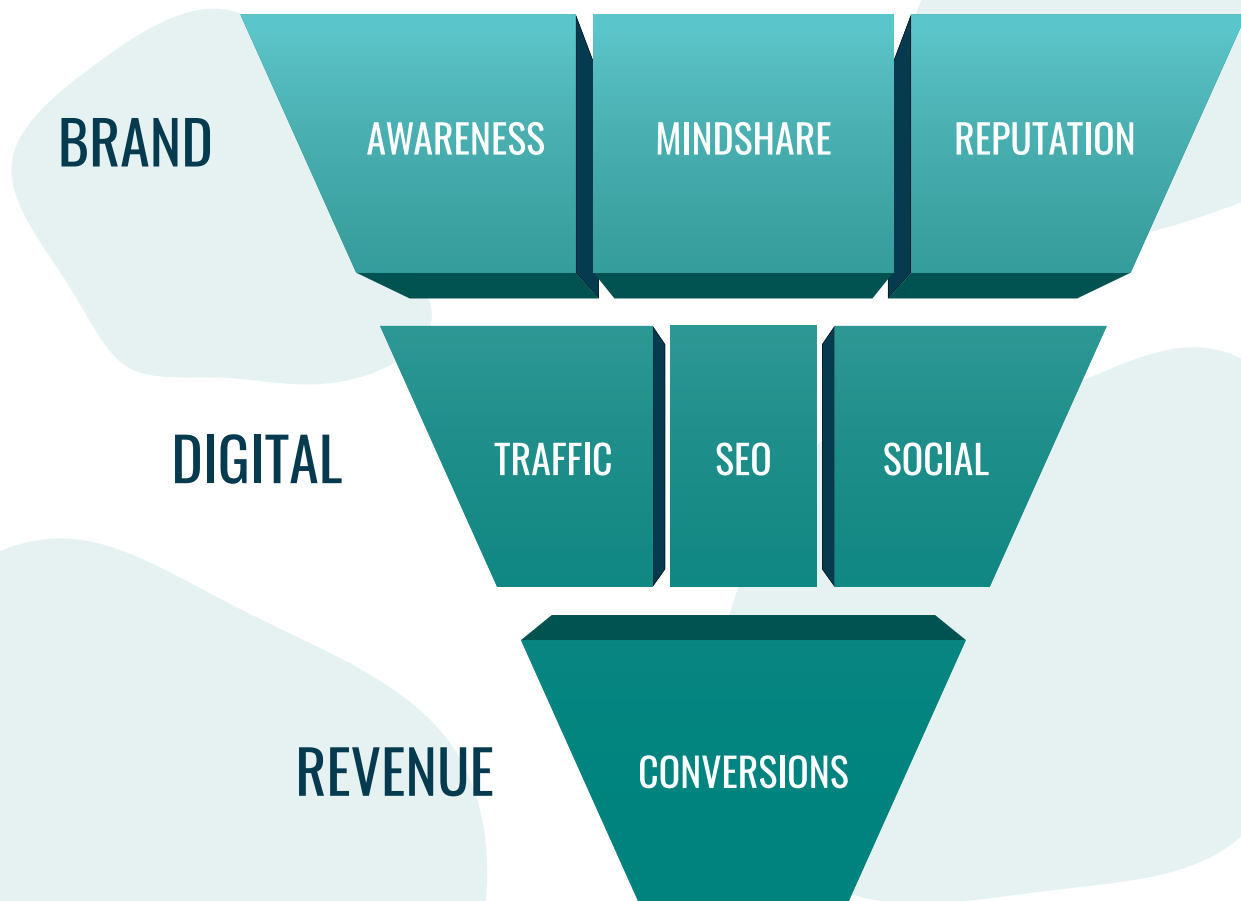 BRAND
AWARENESS
MINDSHARE
REPUTATION
DIGITAL
TRAFFIC
SEO
SOCIAL
REVENUE
CONVERSIONS